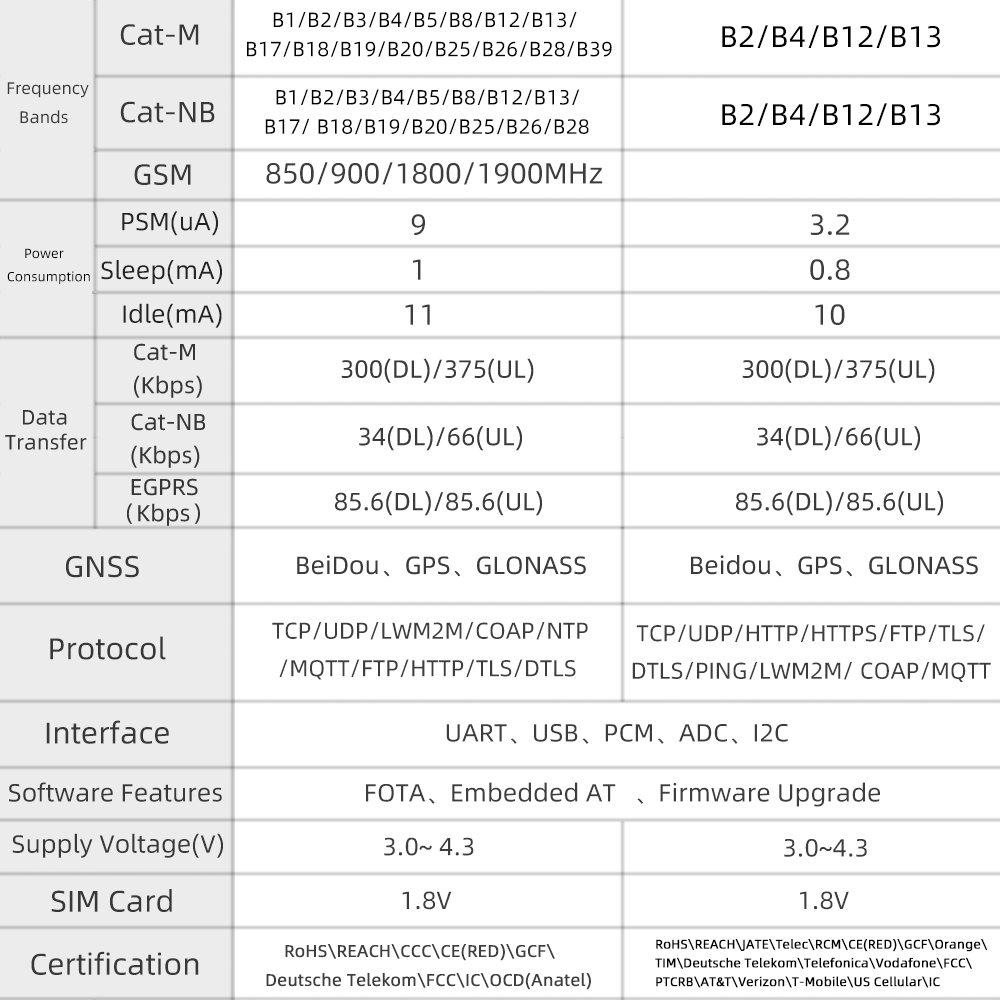 Frequency
Bands
Cat-M
B1/B2/B3/B4/B5/B8/B12/B13/
B17/B18/B19/B20/B25/B26/B28/B39
B2/B4/B12/B13
Cat-NB
B1/B2/B3/B4/B5/B8/B12/B13/
B17/ B18/B19/B20/B25/B26/B28
B2/B4/B12/B13
GSM
850/900/1800/1900MHz
Power
Consumption
PSM(uA)
9
3.2
Sleep(mA)
1
0.8
Idle(mA)
11
10
Data
Transfer
Cat-M
(Kbps)
300(DL)/375(UL)
300(DL)/375(UL)
Cat-NB
(Kbps)
34(DL)/66(UL)
34(DL)/66(UL)
EGPRS
(Kbps)
85.6(DL)/85.6(UL)
85.6(DL)/85.6(UL)
GNSS
BeiDou、GPS、GLONASS
Beidou、GPS、GLONASS
Protocol
TCP/UDP/LWM2M/COAP/NTP
/MQTT/FTP/HTTP/TLS/DTLS
TCP/UDP/HTTP/HTTPS/FTP/TLS/
DTLS/PING/LWM2M/ COAP/MQTT
Interface
UART、USB、PCM、ADC、I2C
Software Features
FOTA、Embedded AT 、Firmware Upgrade
Supply Voltage(V)
3.0~ 4.3
3.0~4.3
SIM Card
1.8V
1.8V
Certification
RoHS\REACH\CCC\CE(RED)\GCF\
Deutsche Telekom\FCC\IC\OCD(Anatel)
RoHS\REACH\JATE\Telec\RCM\CE(RED)\GCF\Orange\
TIM\Deutsche Telekom\Telefonica\Vodafone\FCC\
PTCRB\AT&T\Verizon\T-Mobile\US Cellular\IC